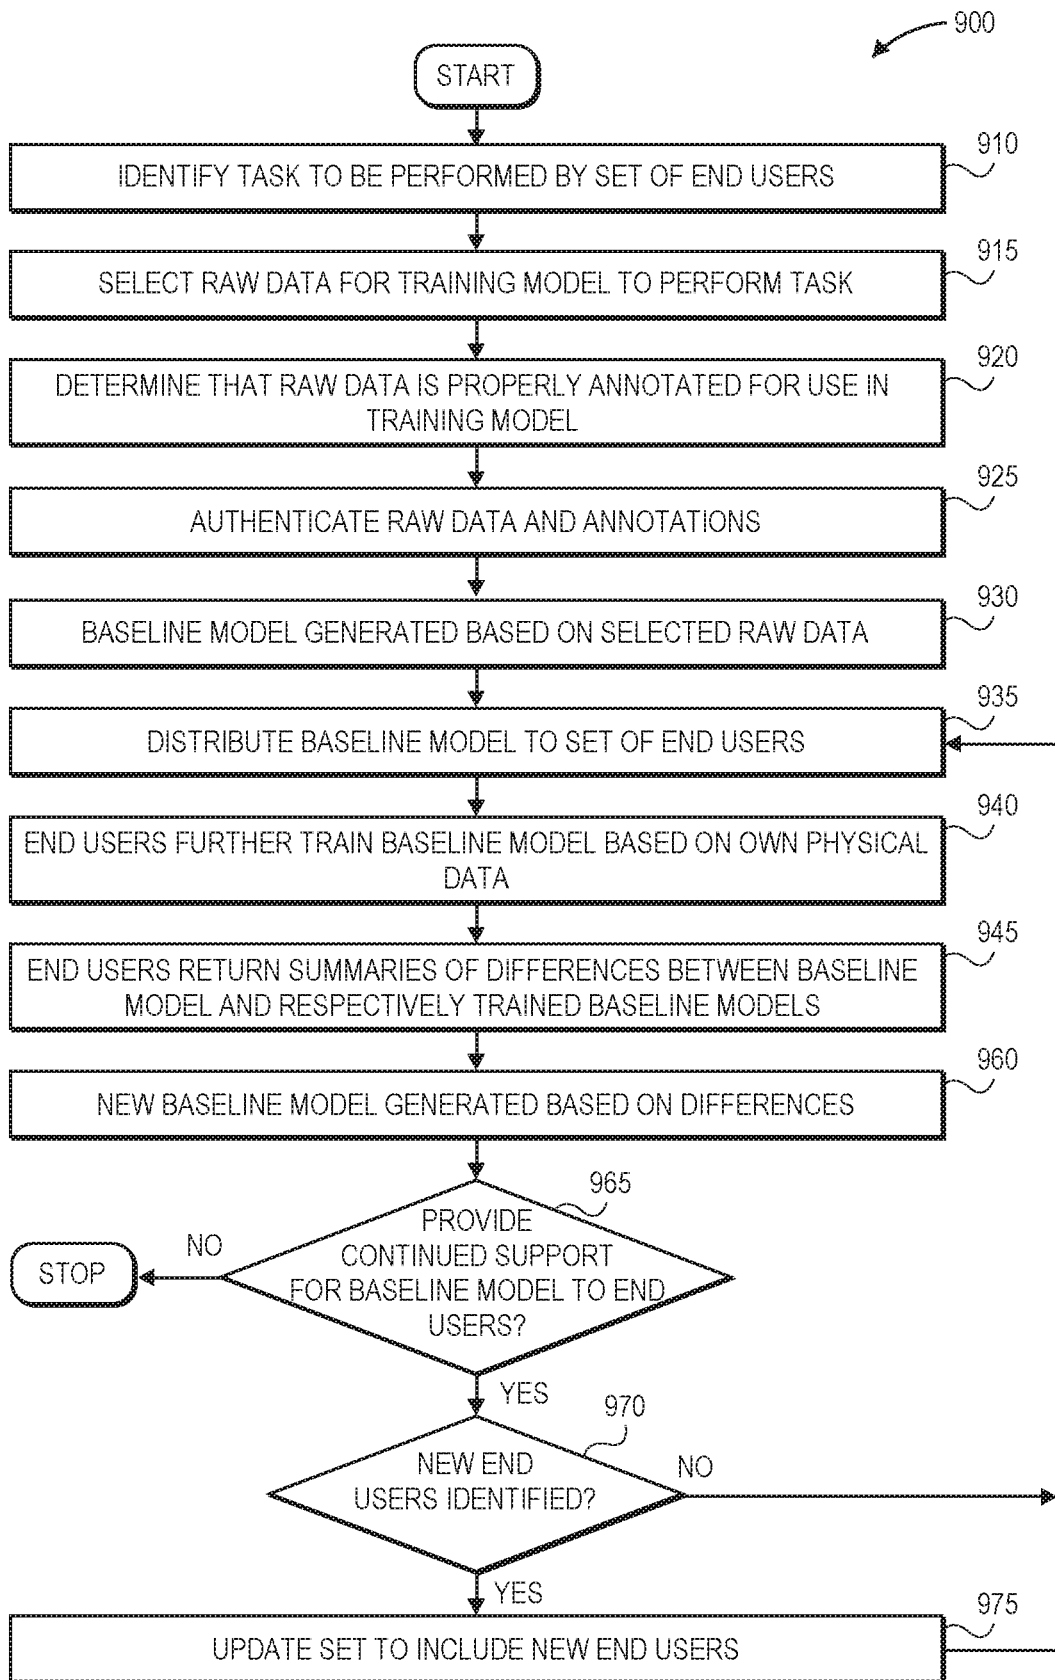 900
START
910
IDENTIFY TASK TO BE PERFORMED BY SET OF END USERS
915
SELECT RAW DATA FOR TRAINING MODEL TO PERFORM TASK
920
DETERMINE THAT RAW DATA IS PROPERLY ANNOTATED FOR USE IN
TRAINING MODEL
925
AUTHENTICATE RAW DATA AND ANNOTATIONS
930
BASELINE MODEL GENERATED BASED ON SELECTED RAW DATA
935
DISTRIBUTE BASELINE MODEL TO SET OF END USERS
940
END USERS FURTHER TRAIN BASELINE MODEL BASED ON OWN PHYSICAL
DATA
945
END USERS RETURN SUMMARIES OF DIFFERENCES BETWEEN BASELINE
MODEL AND RESPECTIVELY TRAINED BASELINE MODELS
960
NEW BASELINE MODEL GENERATED BASED ON DIFFERENCES
965
PROVIDE
CONTINUED SUPPORT
FOR BASELINE MODEL TO END
USERS?
NO
STOP
YES
970
NEW END
USERS IDENTIFIED?
NO
YES
975
UPDATE SET TO INCLUDE NEW END USERS